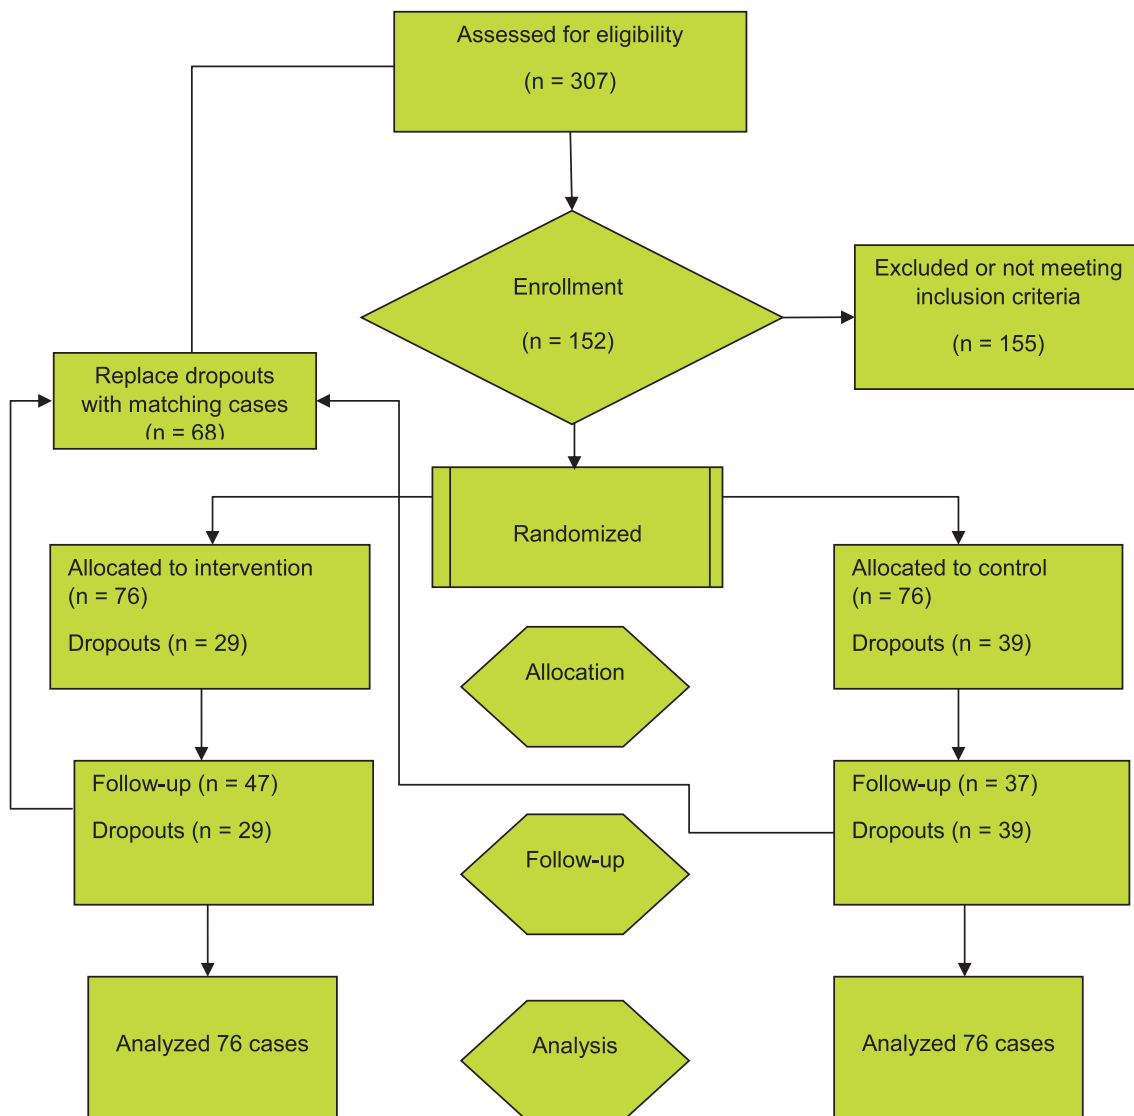 Assessed for eligibility
(n = 307)
Enrollment
(n = 152)
Excluded or not meeting
inclusion criteria
(n = 155)
Replace dropouts
with matching cases
(n = 68)
Randomized
Allocated to intervention
(n = 76)
Dropouts (n = 29)
Allocated to control
(n = 76)
Dropouts (n = 39)
Allocation
Follow-up (n = 47)
Dropouts (n = 29)
Follow-up (n = 37)
Dropouts (n = 39)
Follow-up
Analyzed 76 cases
Analysis
Analyzed 76 cases